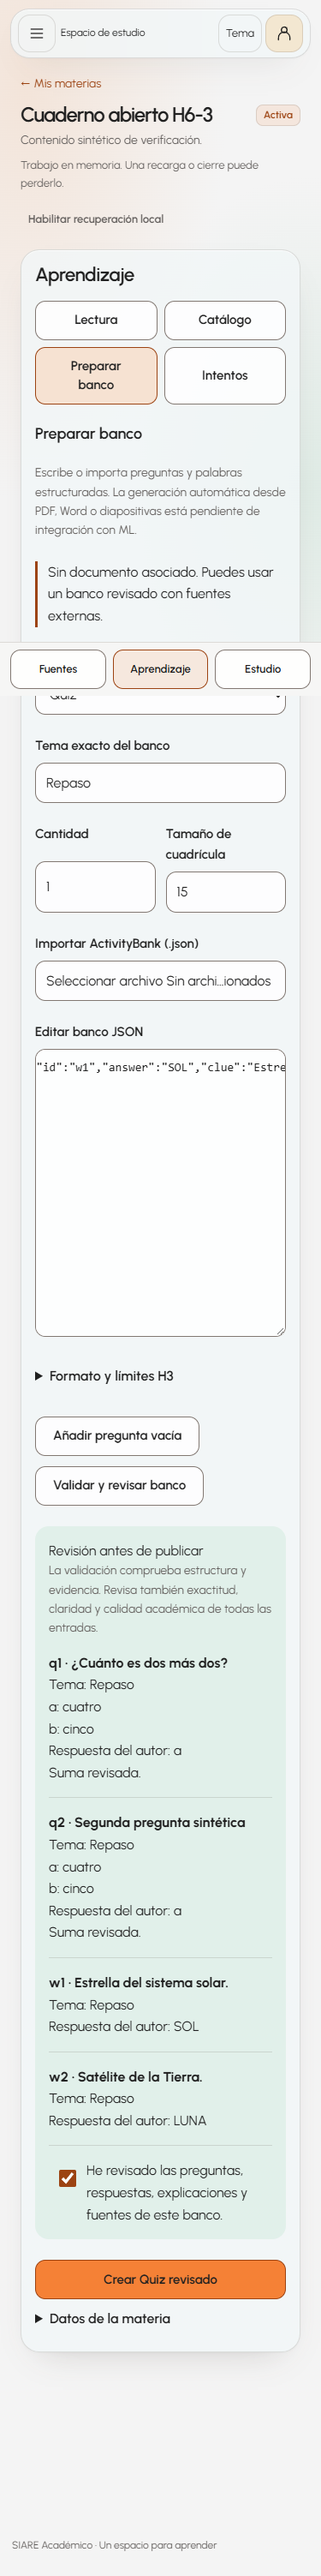 Espacio de estudio
Tema
← Mis materias
Cuaderno abierto H6-3
Activa
Contenido sintético de verificación.
Trabajo en memoria. Una recarga o cierre puede
perderlo.
Habilitar recuperación local
Aprendizaje
Lectura
Catálogo
Preparar
banco
Intentos
Preparar banco
Escribe o importa preguntas y palabras
estructuradas. La generación automática desde
PDF, Word o diapositivas está pendiente de
integración con ML.
Sin documento asociado. Puedes usar
un banco revisado con fuentes
externas.
Fuentes
Aprendizaje
Estudio
Quiz
Tema exacto del banco
Repaso
Cantidad
Tamaño de
cuadrícula
1
15
Importar ActivityBank (.json)
Seleccionar archivo Sin archi...ionados
Editar banco JSON
"id":"w1","answer":"SOL","clue":"Estre
Formato y límites H3
Añadir pregunta vacía
Validar y revisar banco
Revisión antes de publicar
La validación comprueba estructura y
evidencia. Revisa también exactitud,
claridad y calidad académica de todas las
entradas.
q1 · ¿Cuánto es dos más dos?
Tema: Repaso
a: cuatro
b: cinco
Respuesta del autor: a
Suma revisada.
q2 · Segunda pregunta sintética
Tema: Repaso
a: cuatro
b: cinco
Respuesta del autor: a
Suma revisada.
w1 · Estrella del sistema solar.
Tema: Repaso
Respuesta del autor: SOL
w2 · Satélite de la Tierra.
Tema: Repaso
Respuesta del autor: LUNA
He revisado las preguntas,
respuestas, explicaciones y
fuentes de este banco.
Crear Quiz revisado
Datos de la materia
SIARE Académico · Un espacio para aprender